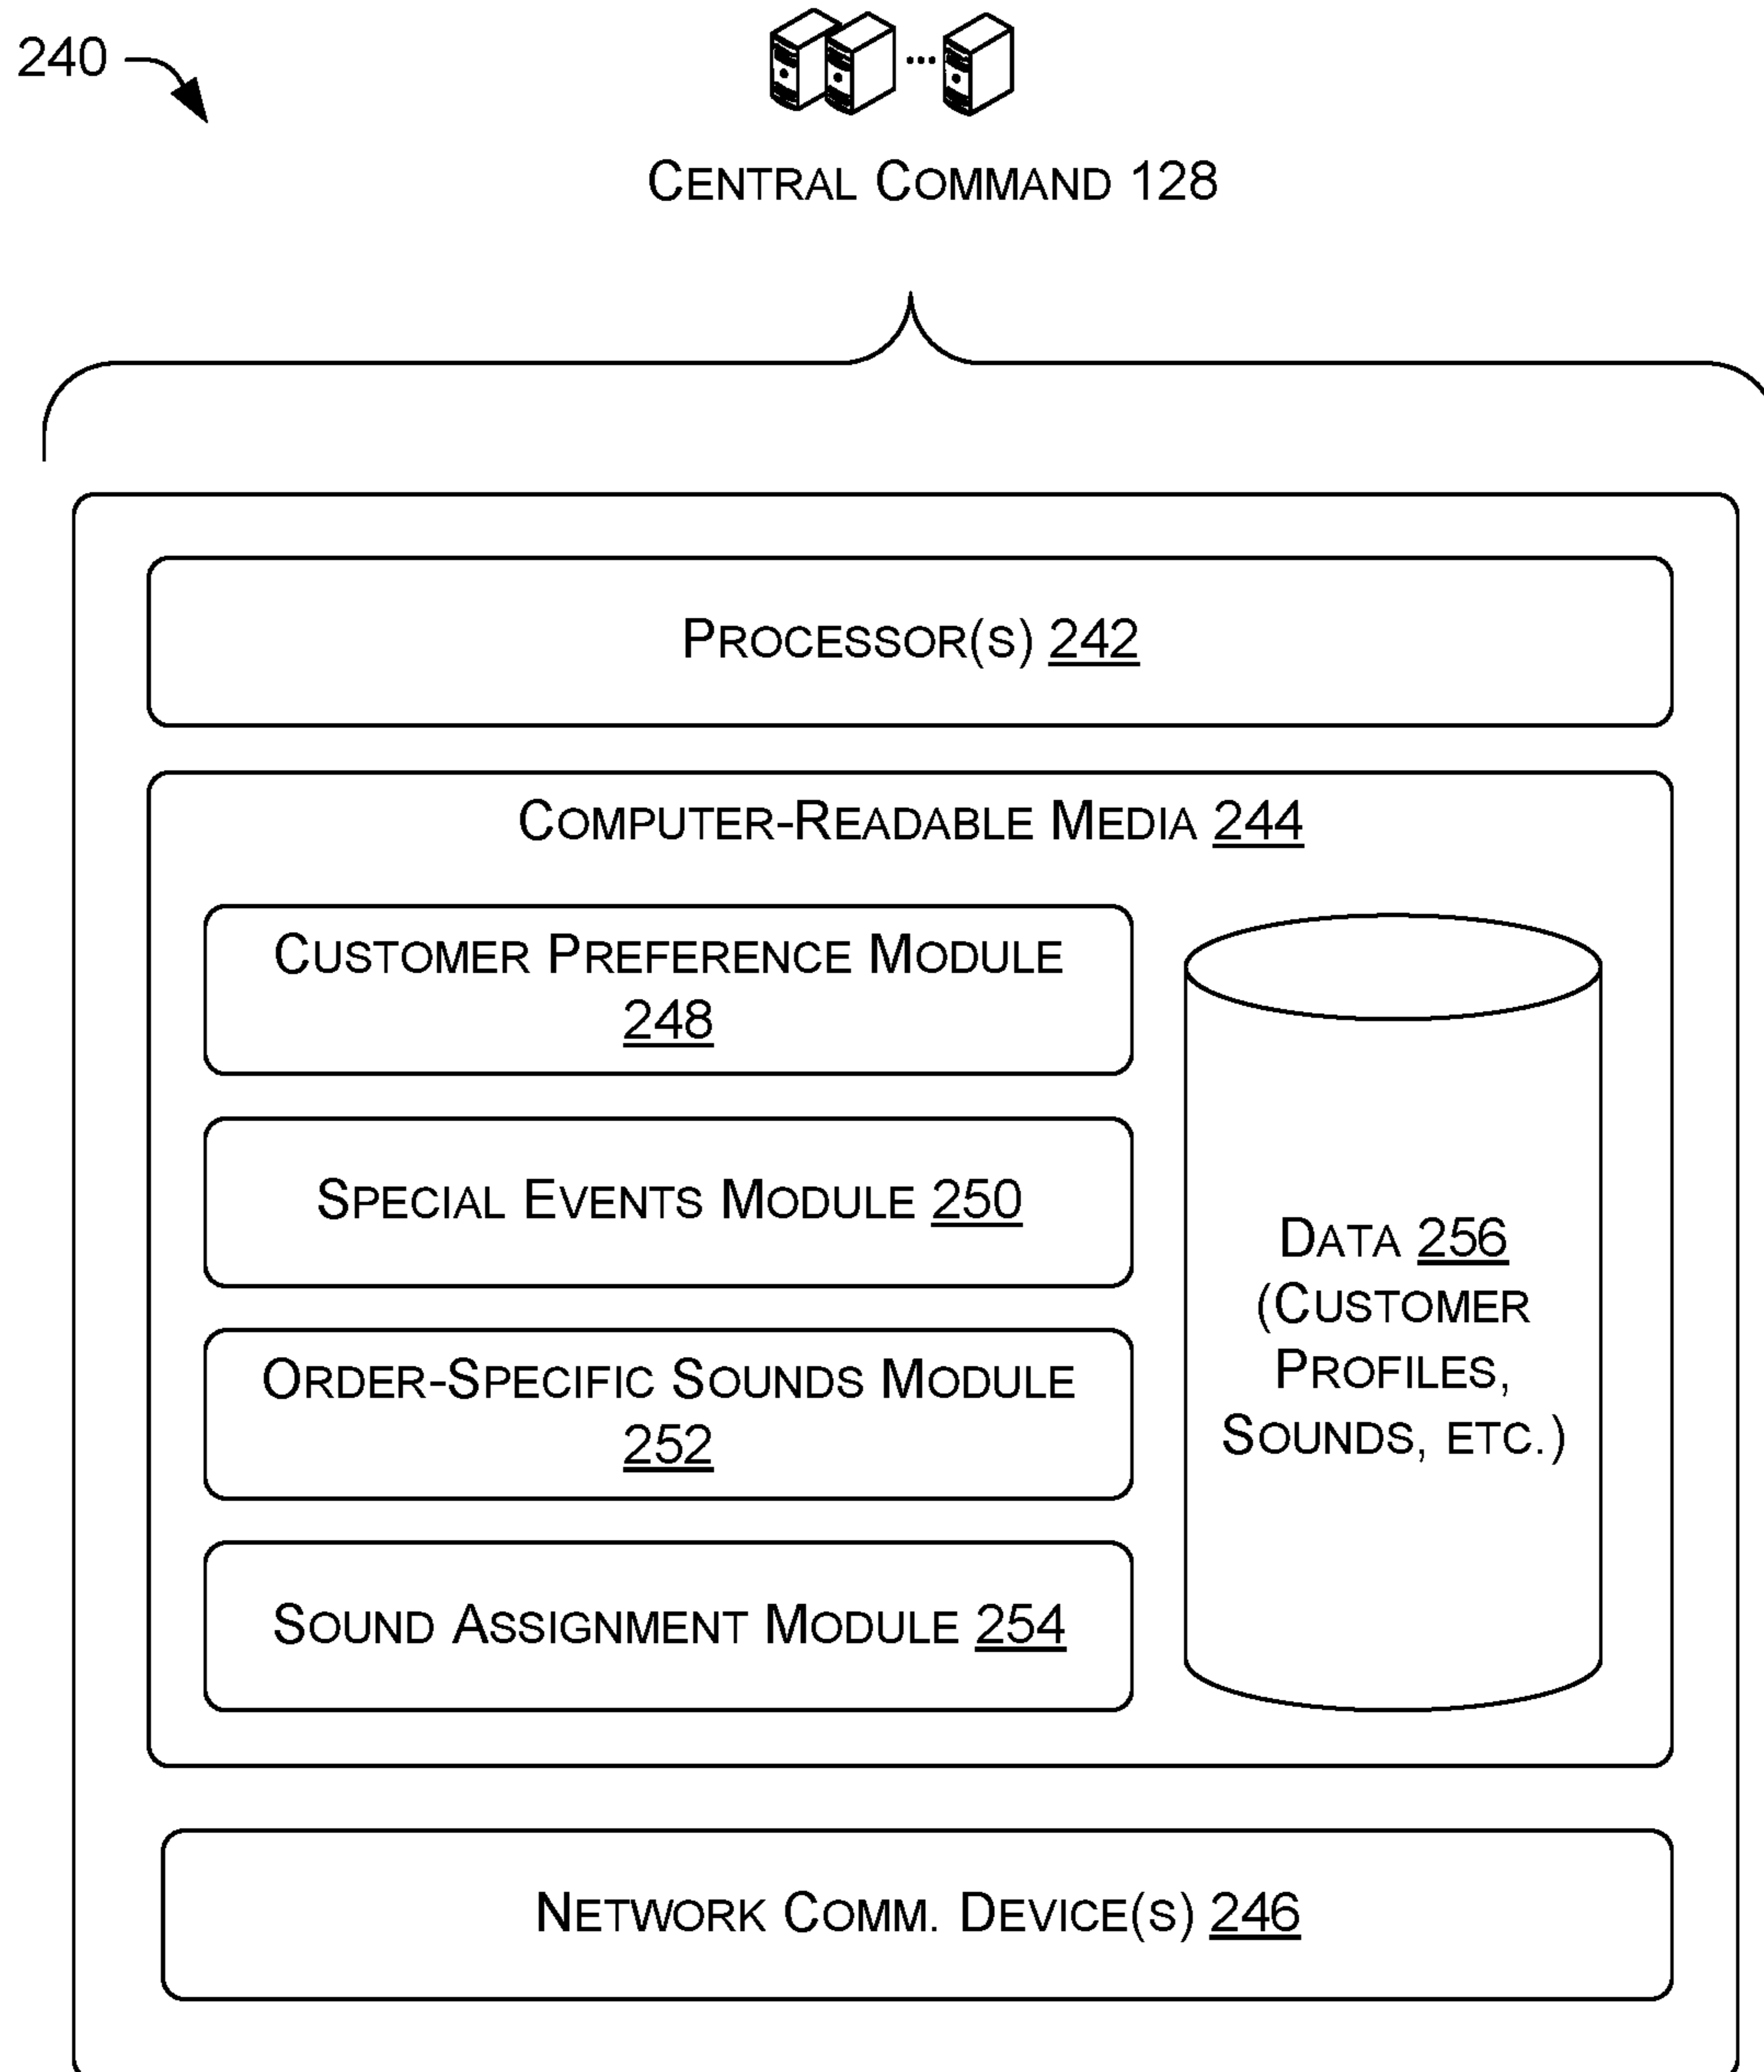 240
CENTRAL COMMAND 128
PROCESSOR(S) 242
COMPUTER-READABLE MEDIA 244
CUSTOMER PREFERENCE MODULE
248
SPECIAL EVENTS MODULE 250
ORDER-SPECIFIC SOUNDS MODULE
252
SOUND ASSIGNMENT MODULE 254
DATA 256
(CUSTOMER
PROFILES,
SOUNDS, ETC.)
NETWORK COMM. DEVICE(S) 246